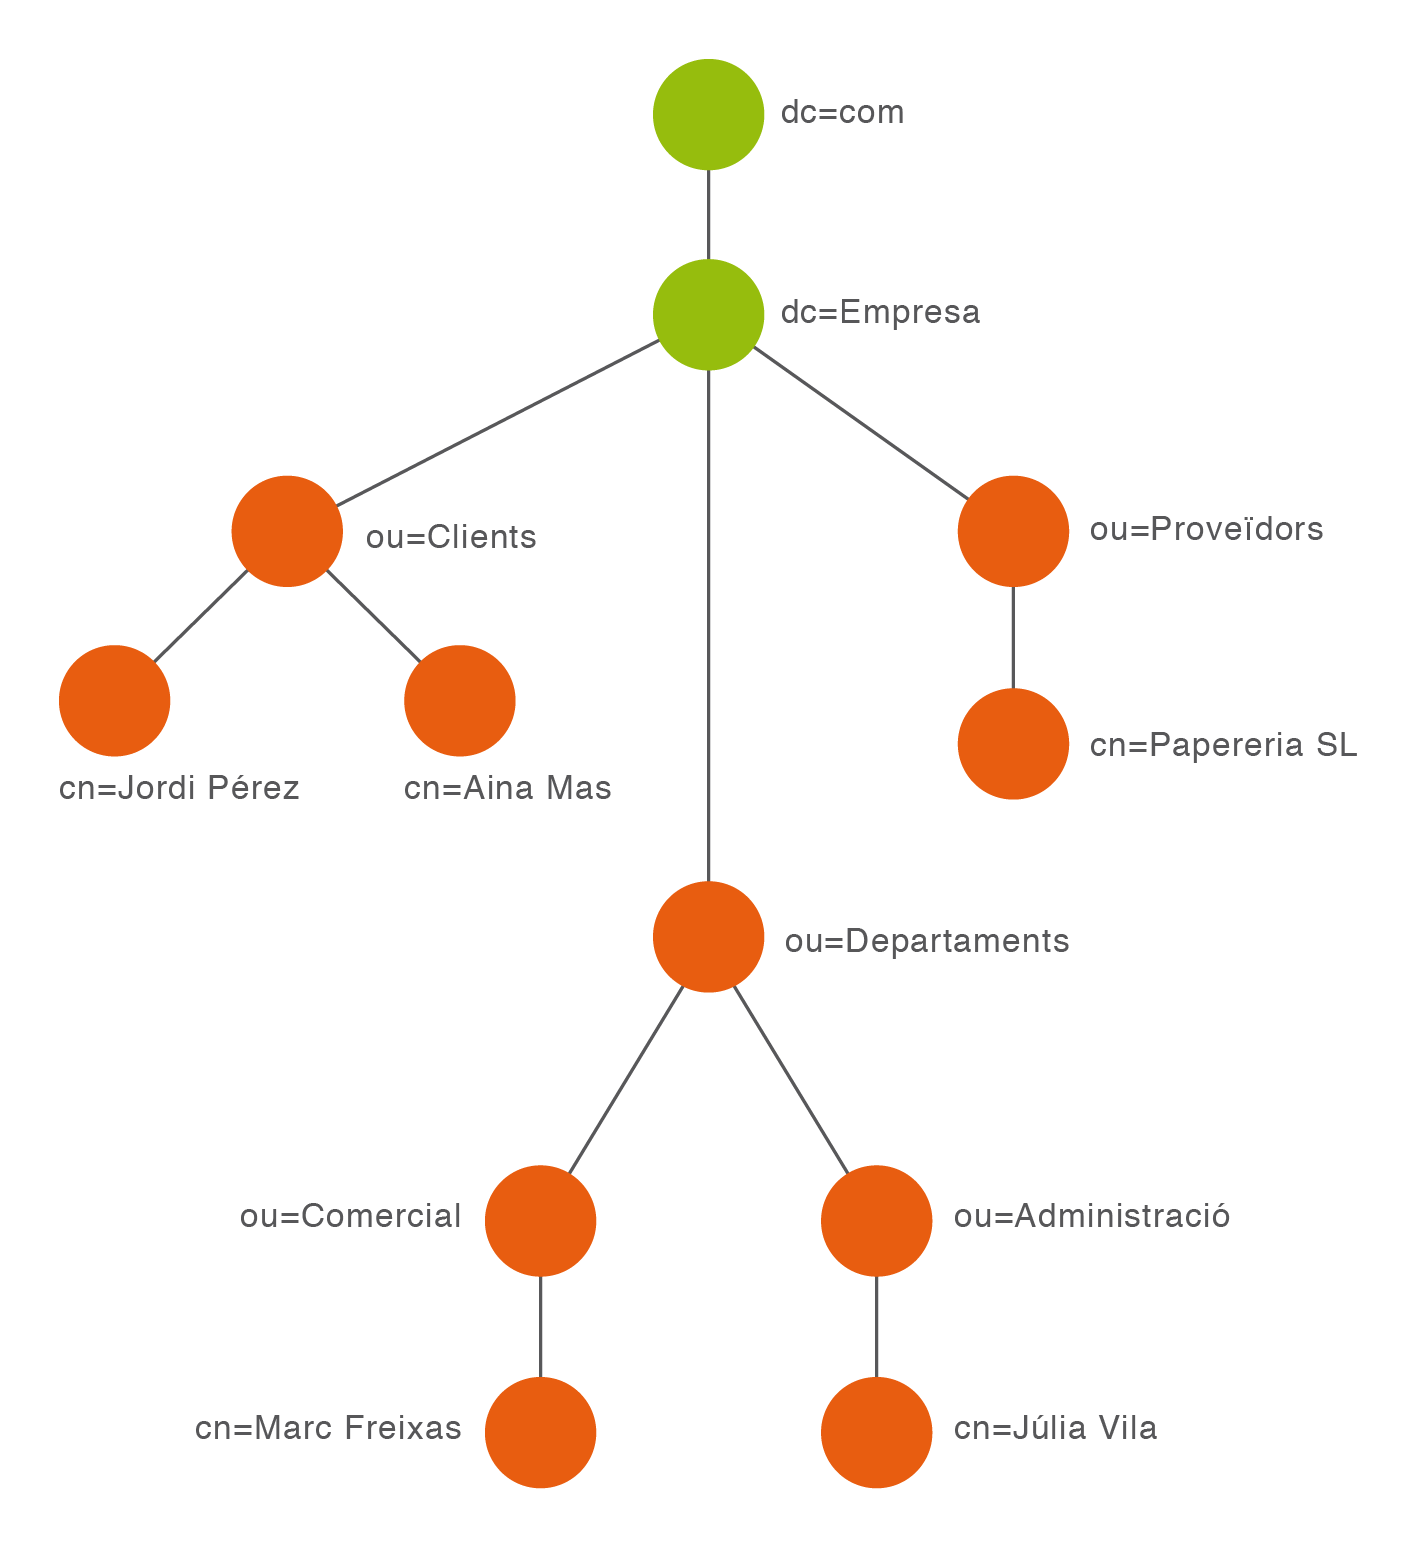 dc=com
dc=Empresa
ou=Clients
ou=Proveïdors
cn=Jordi Pérez
cn=Aina Mas
cn=Papereria SL
ou=Departaments
ou=Comercial
ou=Administració
cn=Marc Freixas
cn=Júlia Vila